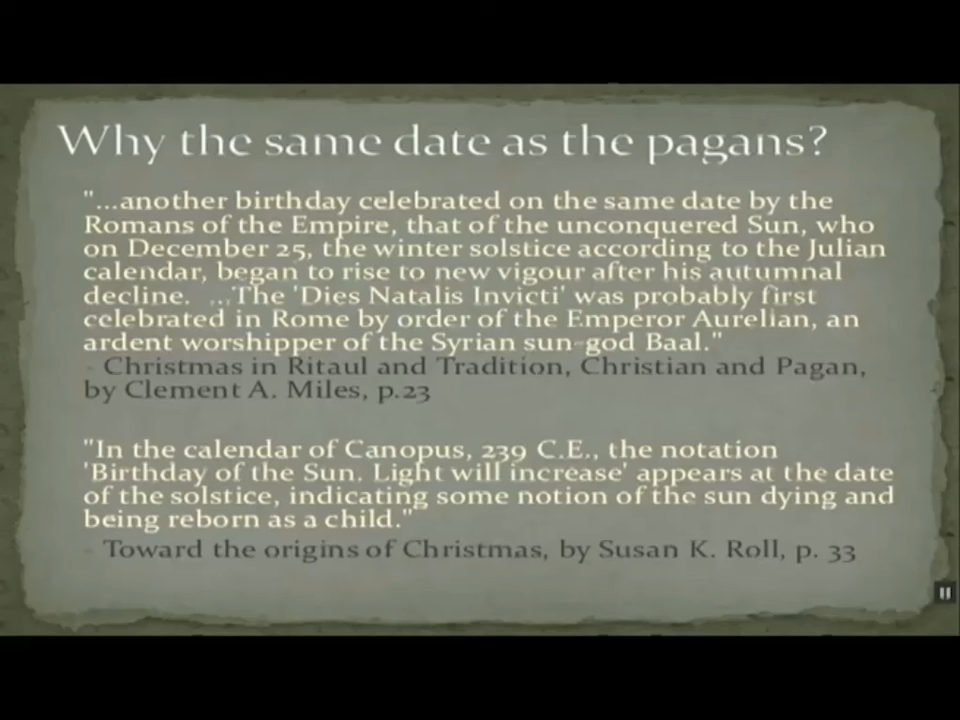 Why the same date as the pagans?
"...another birthday celebrated on the same date by the
Romans of the Empire, that of the unconquered Sun, who
on December 25, the winter solstice according to the Julian
calendar, began to rise to new vigour after his autumnal
decline.  ...The 'Dies Natalis Invicti' was probably first
celebrated in Rome by order of the Emperor Aurelian, an
ardent worshipper of the Syrian sun-god Baal."
- Christmas in Ritaul and Tradition, Christian and Pagan,
by Clement A. Miles, p.23
"In the calendar of Canopus, 239 C.E., the notation
'Birthday of the Sun. Light will increase' appears at the date
of the solstice, indicating some notion of the sun dying and
being reborn as a child."
- Toward the origins of Christmas, by Susan K. Roll, p. 33